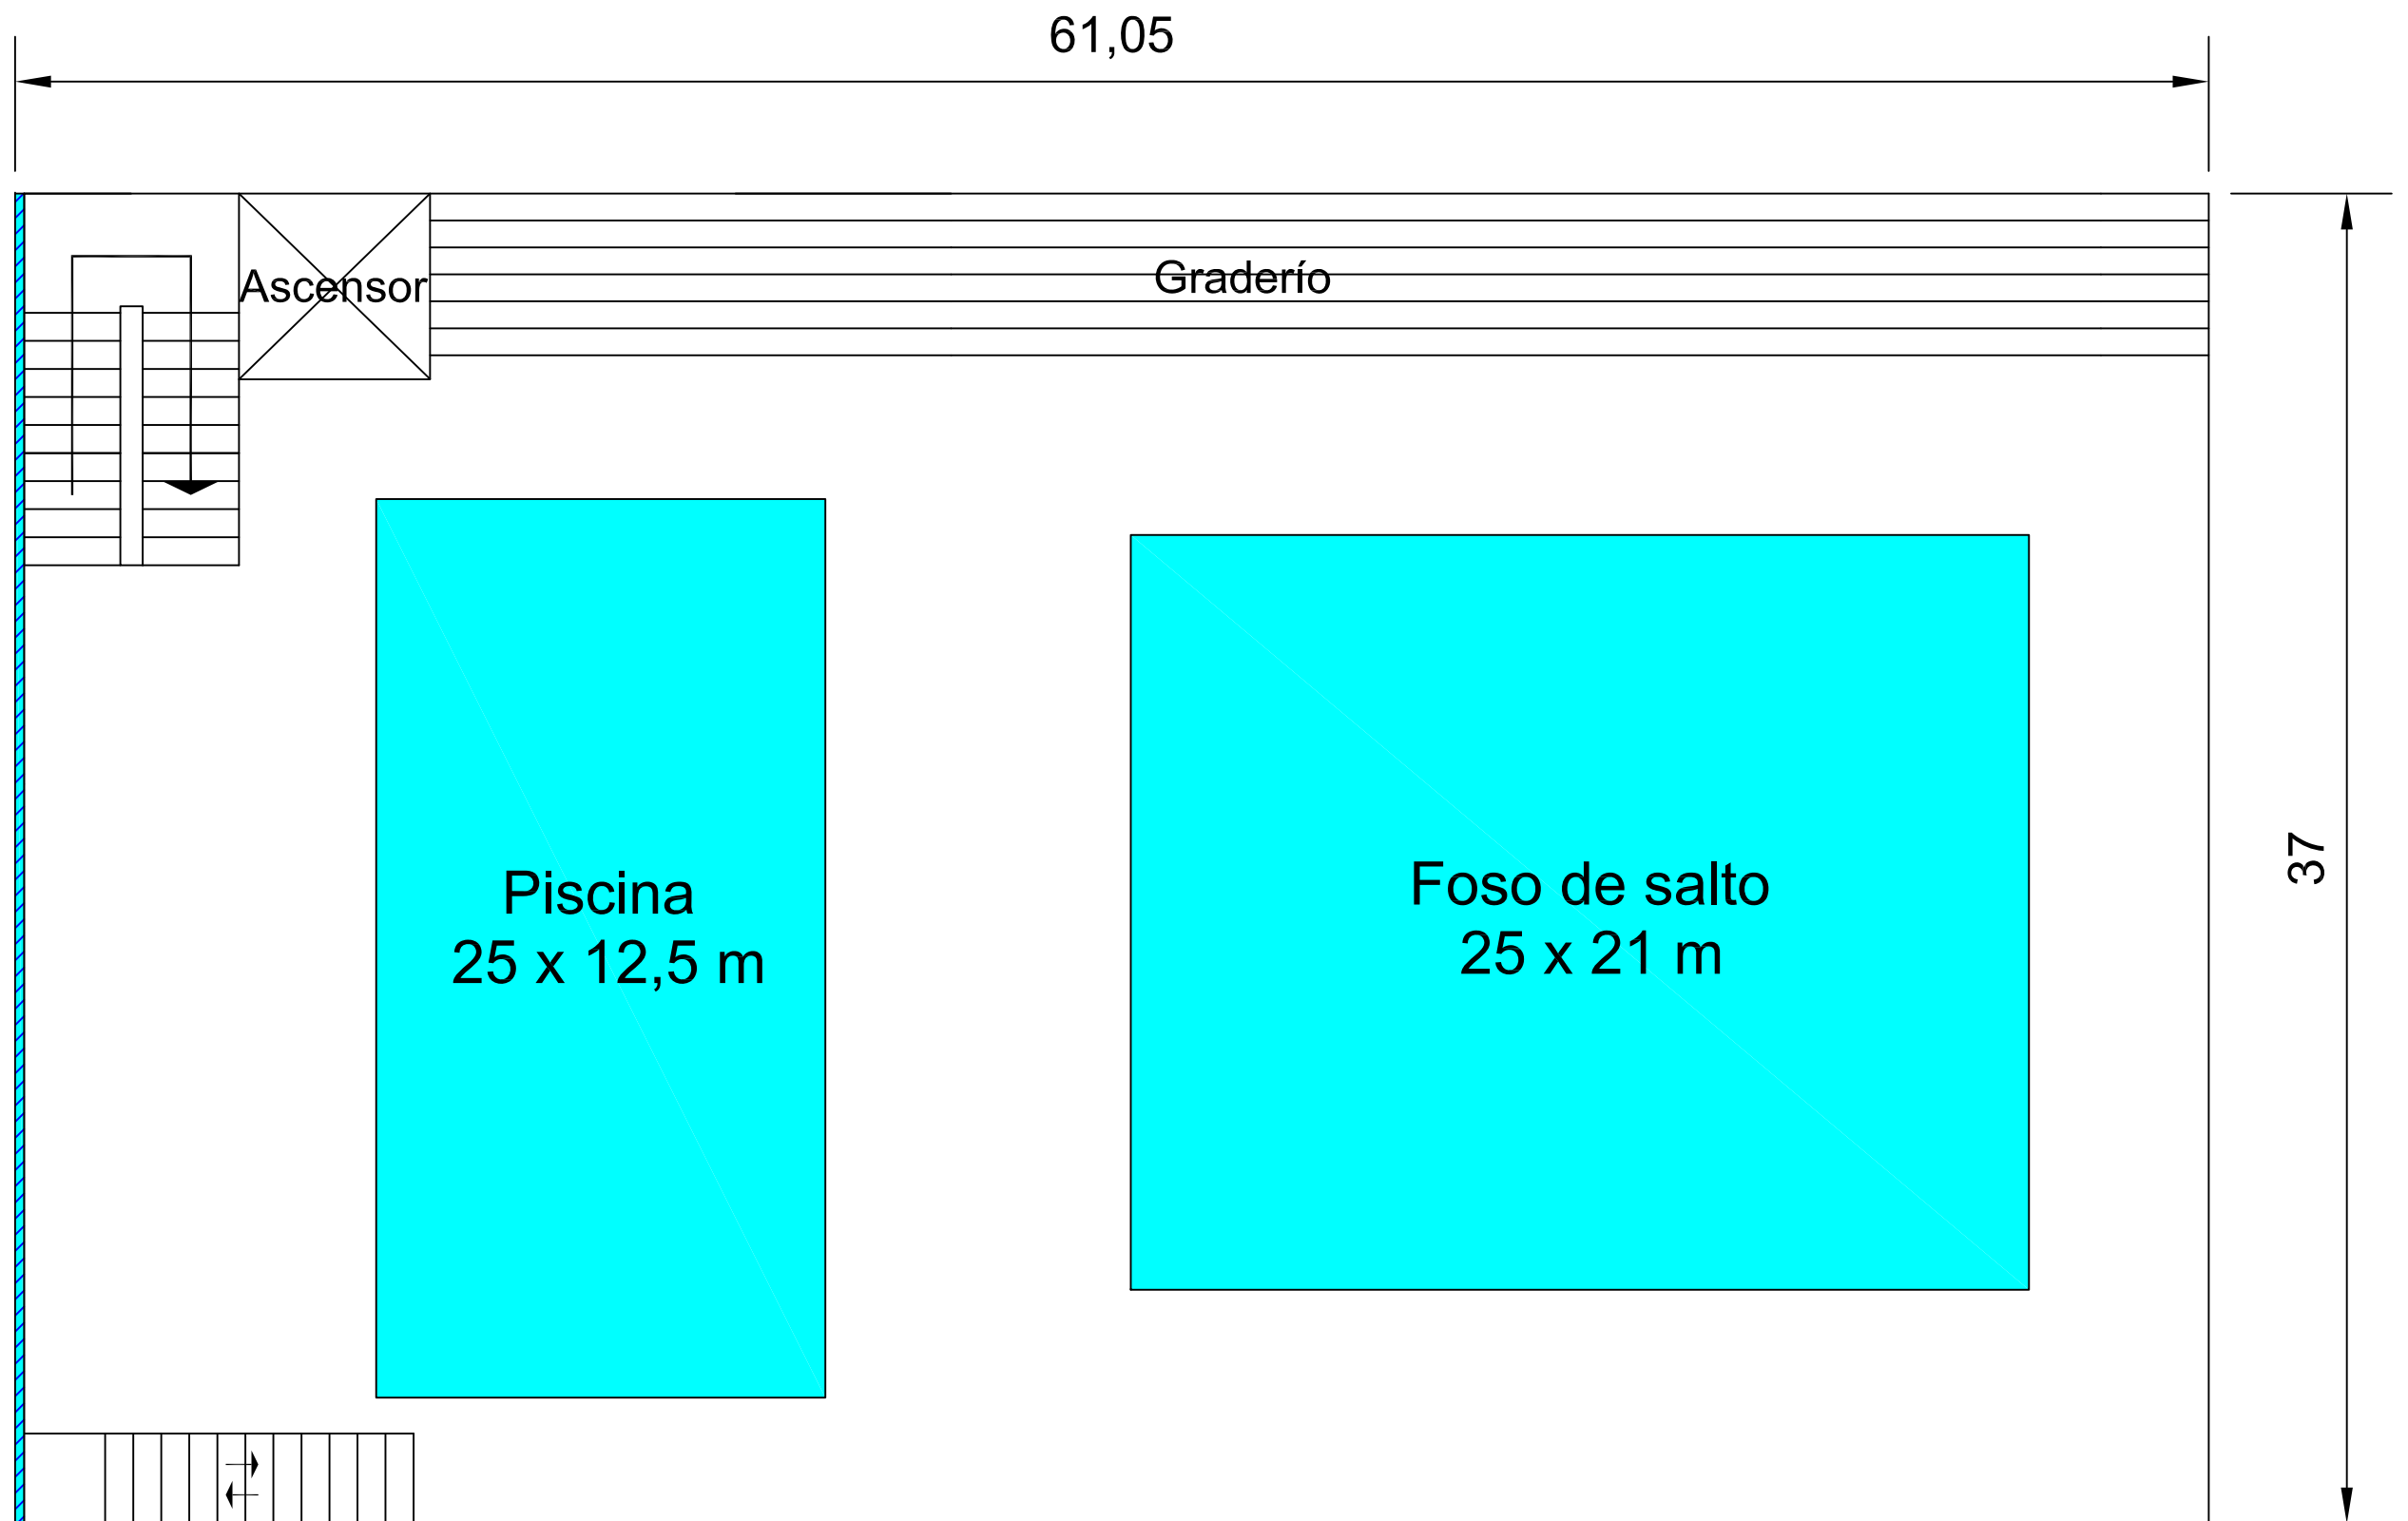 61,05
Ascensor
Graderío
37
Piscina
25 x 12,5 m
Foso de salto
25 x 21 m